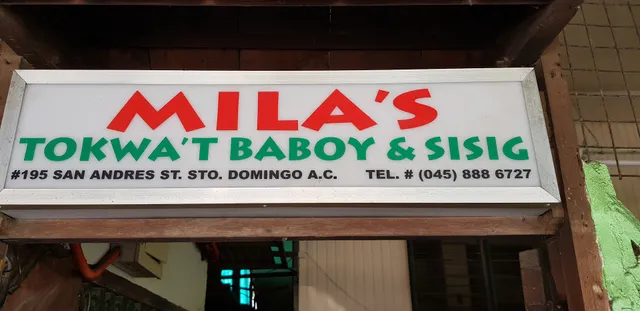 MILA'S
TOKWA'T BABOY & SISIG
#195 SAN ANDRES ST. STO. DOMINGO A.C. TEL. # (045) 888 6727